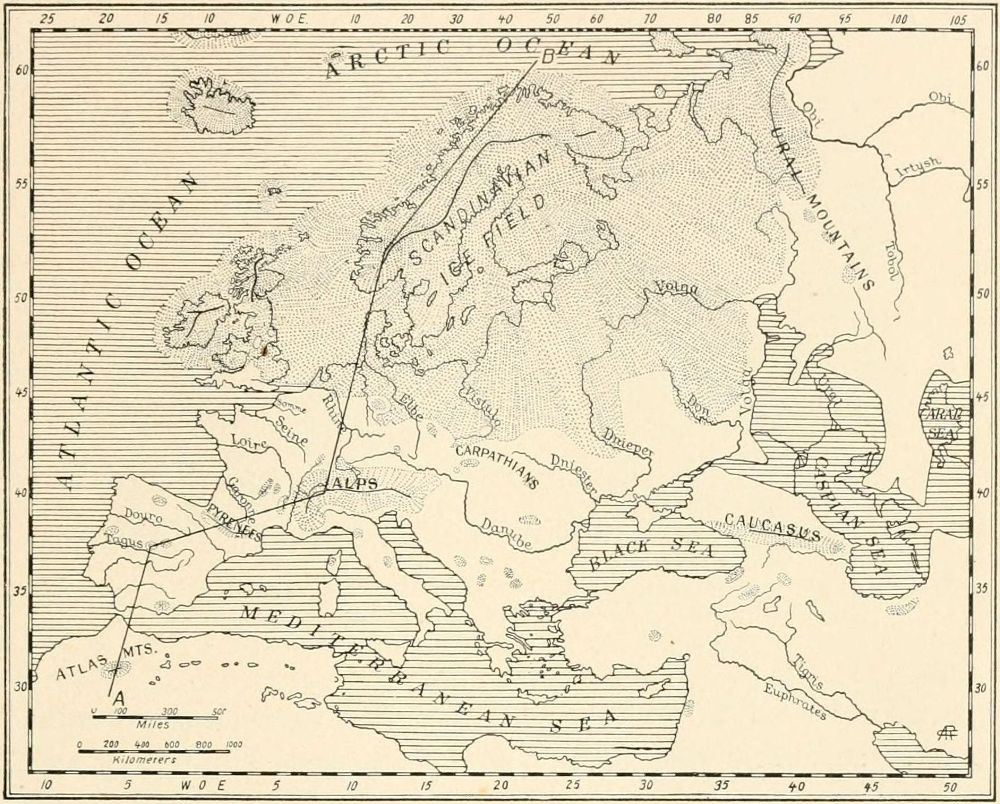 25 20 15 10 W O E. 10 20 30 40 50 60 70 80 85 90 95 100 105
60
ARCTIC OCEAN
B
60
Obi
Obi
URAL MOUNTAINS
Irtysh
55
55
ATLANTIC OCEAN
SCANDINAVIAN
ICE FIELD
Tobol
50
Volga
50
45
45
Rhine
Elbe
Vistula
Don
Volga
Ural
ARAL
SEA
Somme
Seine
Loire
Dnieper
CARPATHIANS
Dniester
CASPIAN SEA
40
40
Garonne
ALPS
Douro
PYRENEES
Danube
CAUCASUS
Tagus
BLACK SEA
35
35
MEDITERRANEAN SEA
ATLAS MTS.
Tigris
30
30
A
Euphrates
0 100 300 500
Miles
0 200 400 600 800 1000
Kilometers
10 5 W O E 5 10 15 20 25 30 35 40 45 50